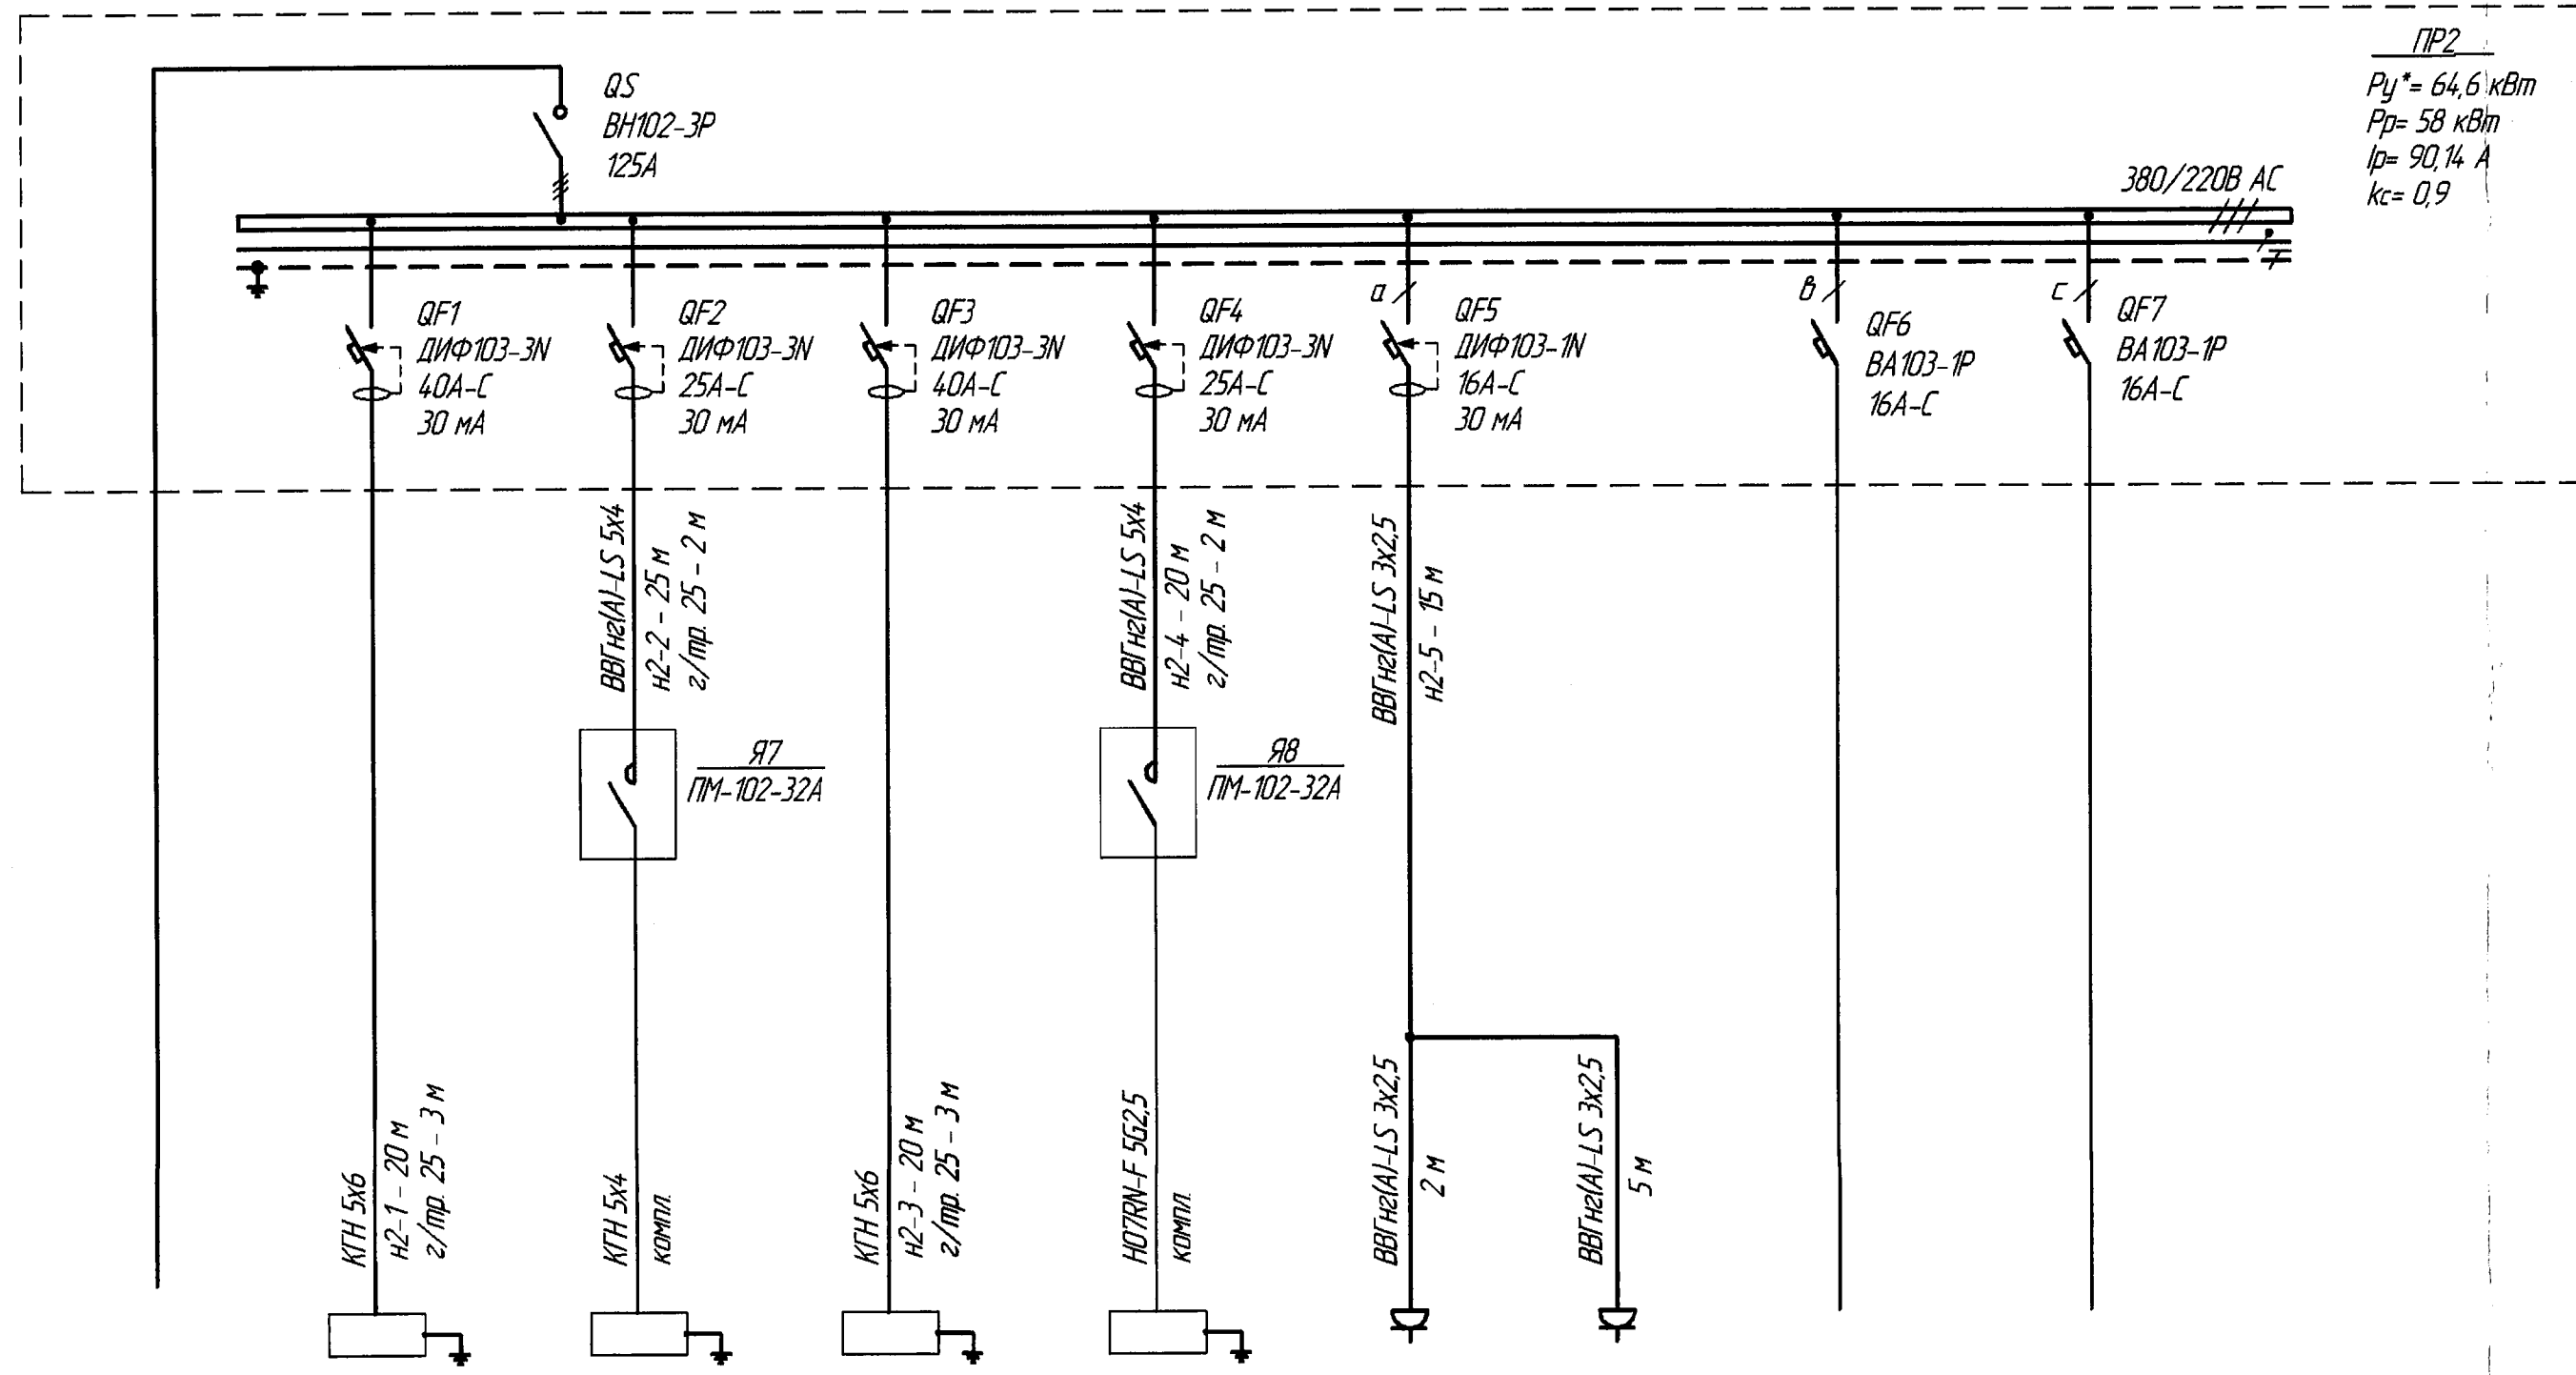 ПР2
Ру*= 64,6 кВт
Рр= 58 кВт
Iр= 90,14 А
kc= 0,9
QS
ВН102-3Р
125А
380/220В АС
а
в
с
QF1
ДИФ103-3N
40А-С
30 мА
QF2
ДИФ103-3N
25А-С
30 мА
QF3
ДИФ103-3N
40А-С
30 мА
QF4
ДИФ103-3N
25А-С
30 мА
QF5
ДИФ103-1N
16А-С
30 мА
QF6
ВА103-1Р
16А-С
QF7
ВА103-1Р
16А-С
ВВГнг(А)-LS 5х4
н2-2 - 25 м
г/тр. 25 - 2 м
ВВГнг(А)-LS 5х4
н2-4 - 20 м
г/тр. 25 - 2 м
ВВГнг(А)-LS 3х2,5
н2-5 - 15 м
Я7
ПМ-102-32А
Я8
ПМ-102-32А
КГН 5х6
н2-1 - 20 м
г/тр. 25 - 3 м
КГН 5х4
компл.
КГН 5х6
н2-3 - 20 м
г/тр. 25 - 3 м
H07RN-F 5G2,5
компл.
ВВГнг(А)-LS 3х2,5
2 м
ВВГнг(А)-LS 3х2,5
5 м